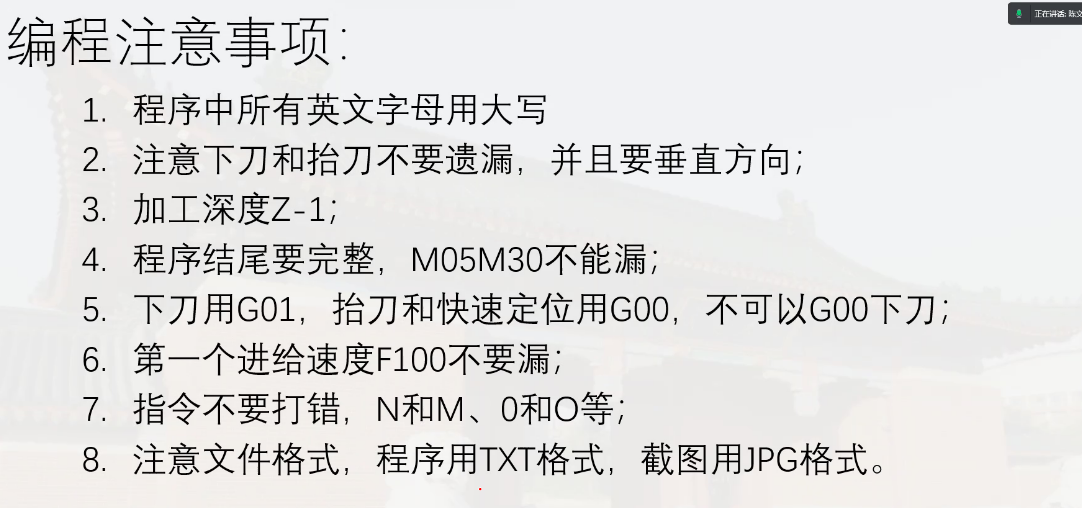 编程注意事项：
正在讲话: 陈文
1. 程序中所有英文字母用大写
2. 注意下刀和抬刀不要遗漏，并且要垂直方向；
3. 加工深度Z-1；
4. 程序结尾要完整，M05M30不能漏；
5. 下刀用G01，抬刀和快速定位用G00，不可以G00下刀；
6. 第一个进给速度F100不要漏；
7. 指令不要打错，N和M、0和O等；
8. 注意文件格式，程序用TXT格式，截图用JPG格式。